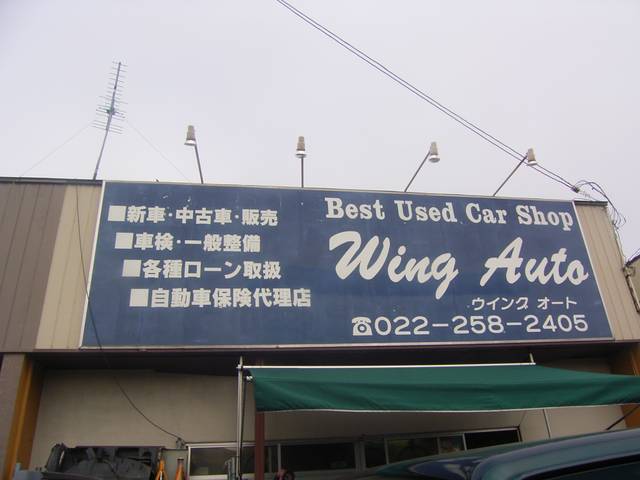 ■新車・中古車・販売
■車検・一般整備
■各種ローン取扱
■自動車保険代理店
Best Used Car Shop
Wing Auto
ウイング オート
☎022-258-2405